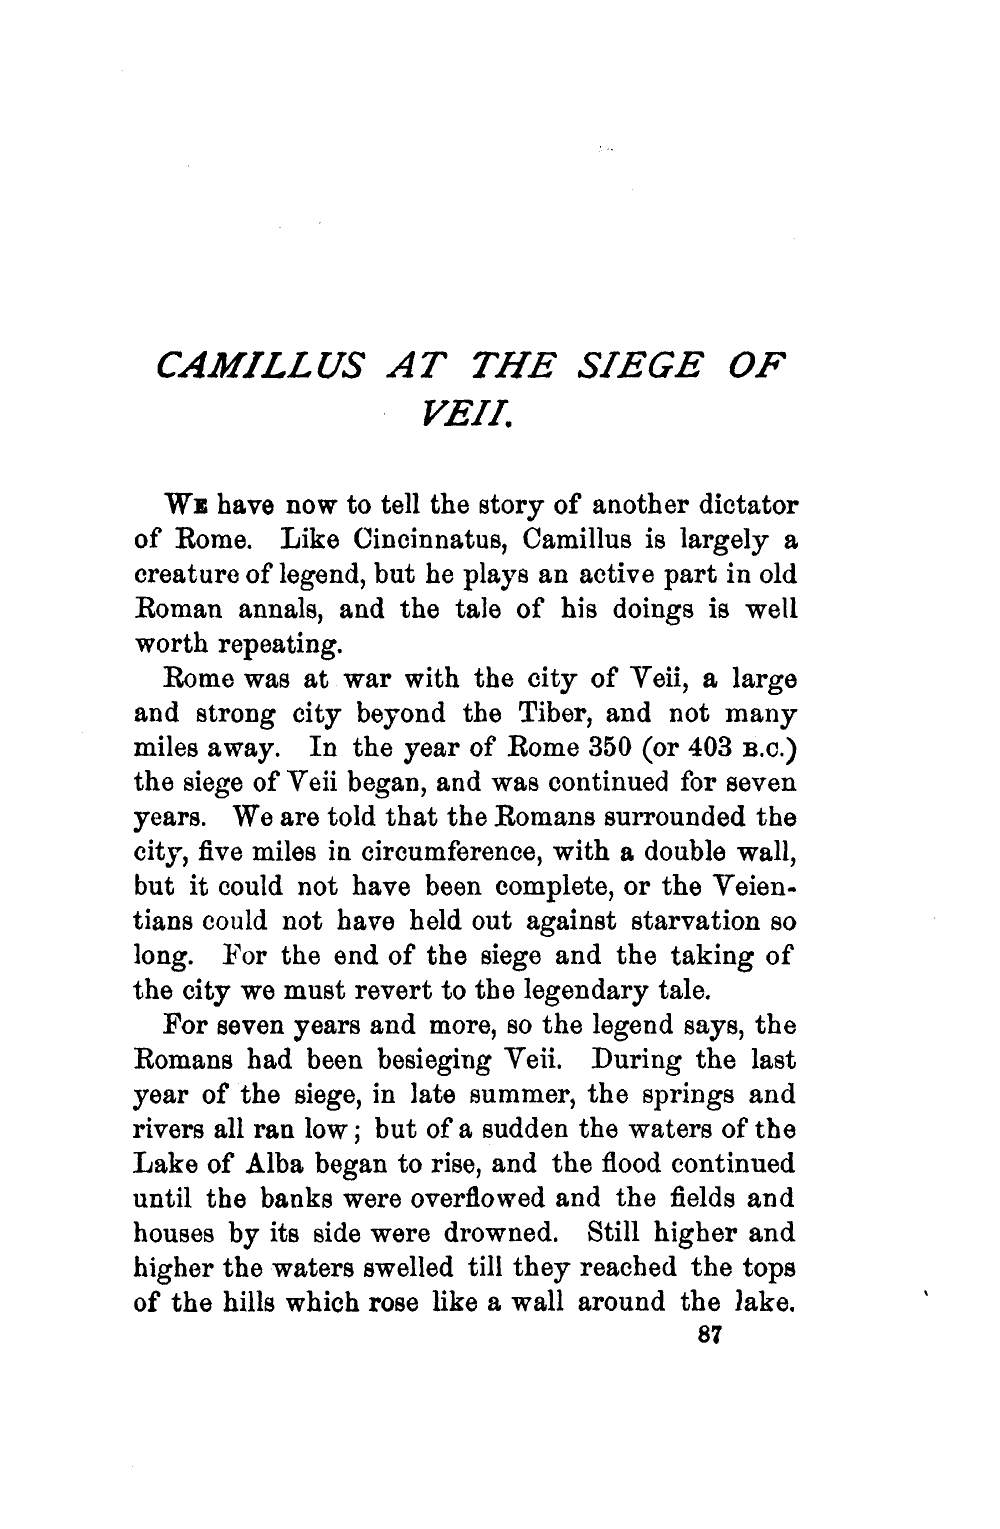 CAMILLUS AT THE SIEGE OF
VEII.
WE have now to tell the story of another dictator
of Rome. Like Cincinnatus, Camillus is largely a
creature of legend, but he plays an active part in old
Roman annals, and the tale of his doings is well
worth repeating.
Rome was at war with the city of Veii, a large
and strong city beyond the Tiber, and not many
miles away. In the year of Rome 350 (or 403 B.C.)
the siege of Veii began, and was continued for seven
years. We are told that the Romans surrounded the
city, five miles in circumference, with a double wall,
but it could not have been complete, or the Veien-
tians could not have held out against starvation so
long. For the end of the siege and the taking of
the city we must revert to the legendary tale.
For seven years and more, so the legend says, the
Romans had been besieging Veii. During the last
year of the siege, in late summer, the springs and
rivers all ran low; but of a sudden the waters of the
Lake of Alba began to rise, and the flood continued
until the banks were overflowed and the fields and
houses by its side were drowned. Still higher and
higher the waters swelled till they reached the tops
of the hills which rose like a wall around the lake.
87